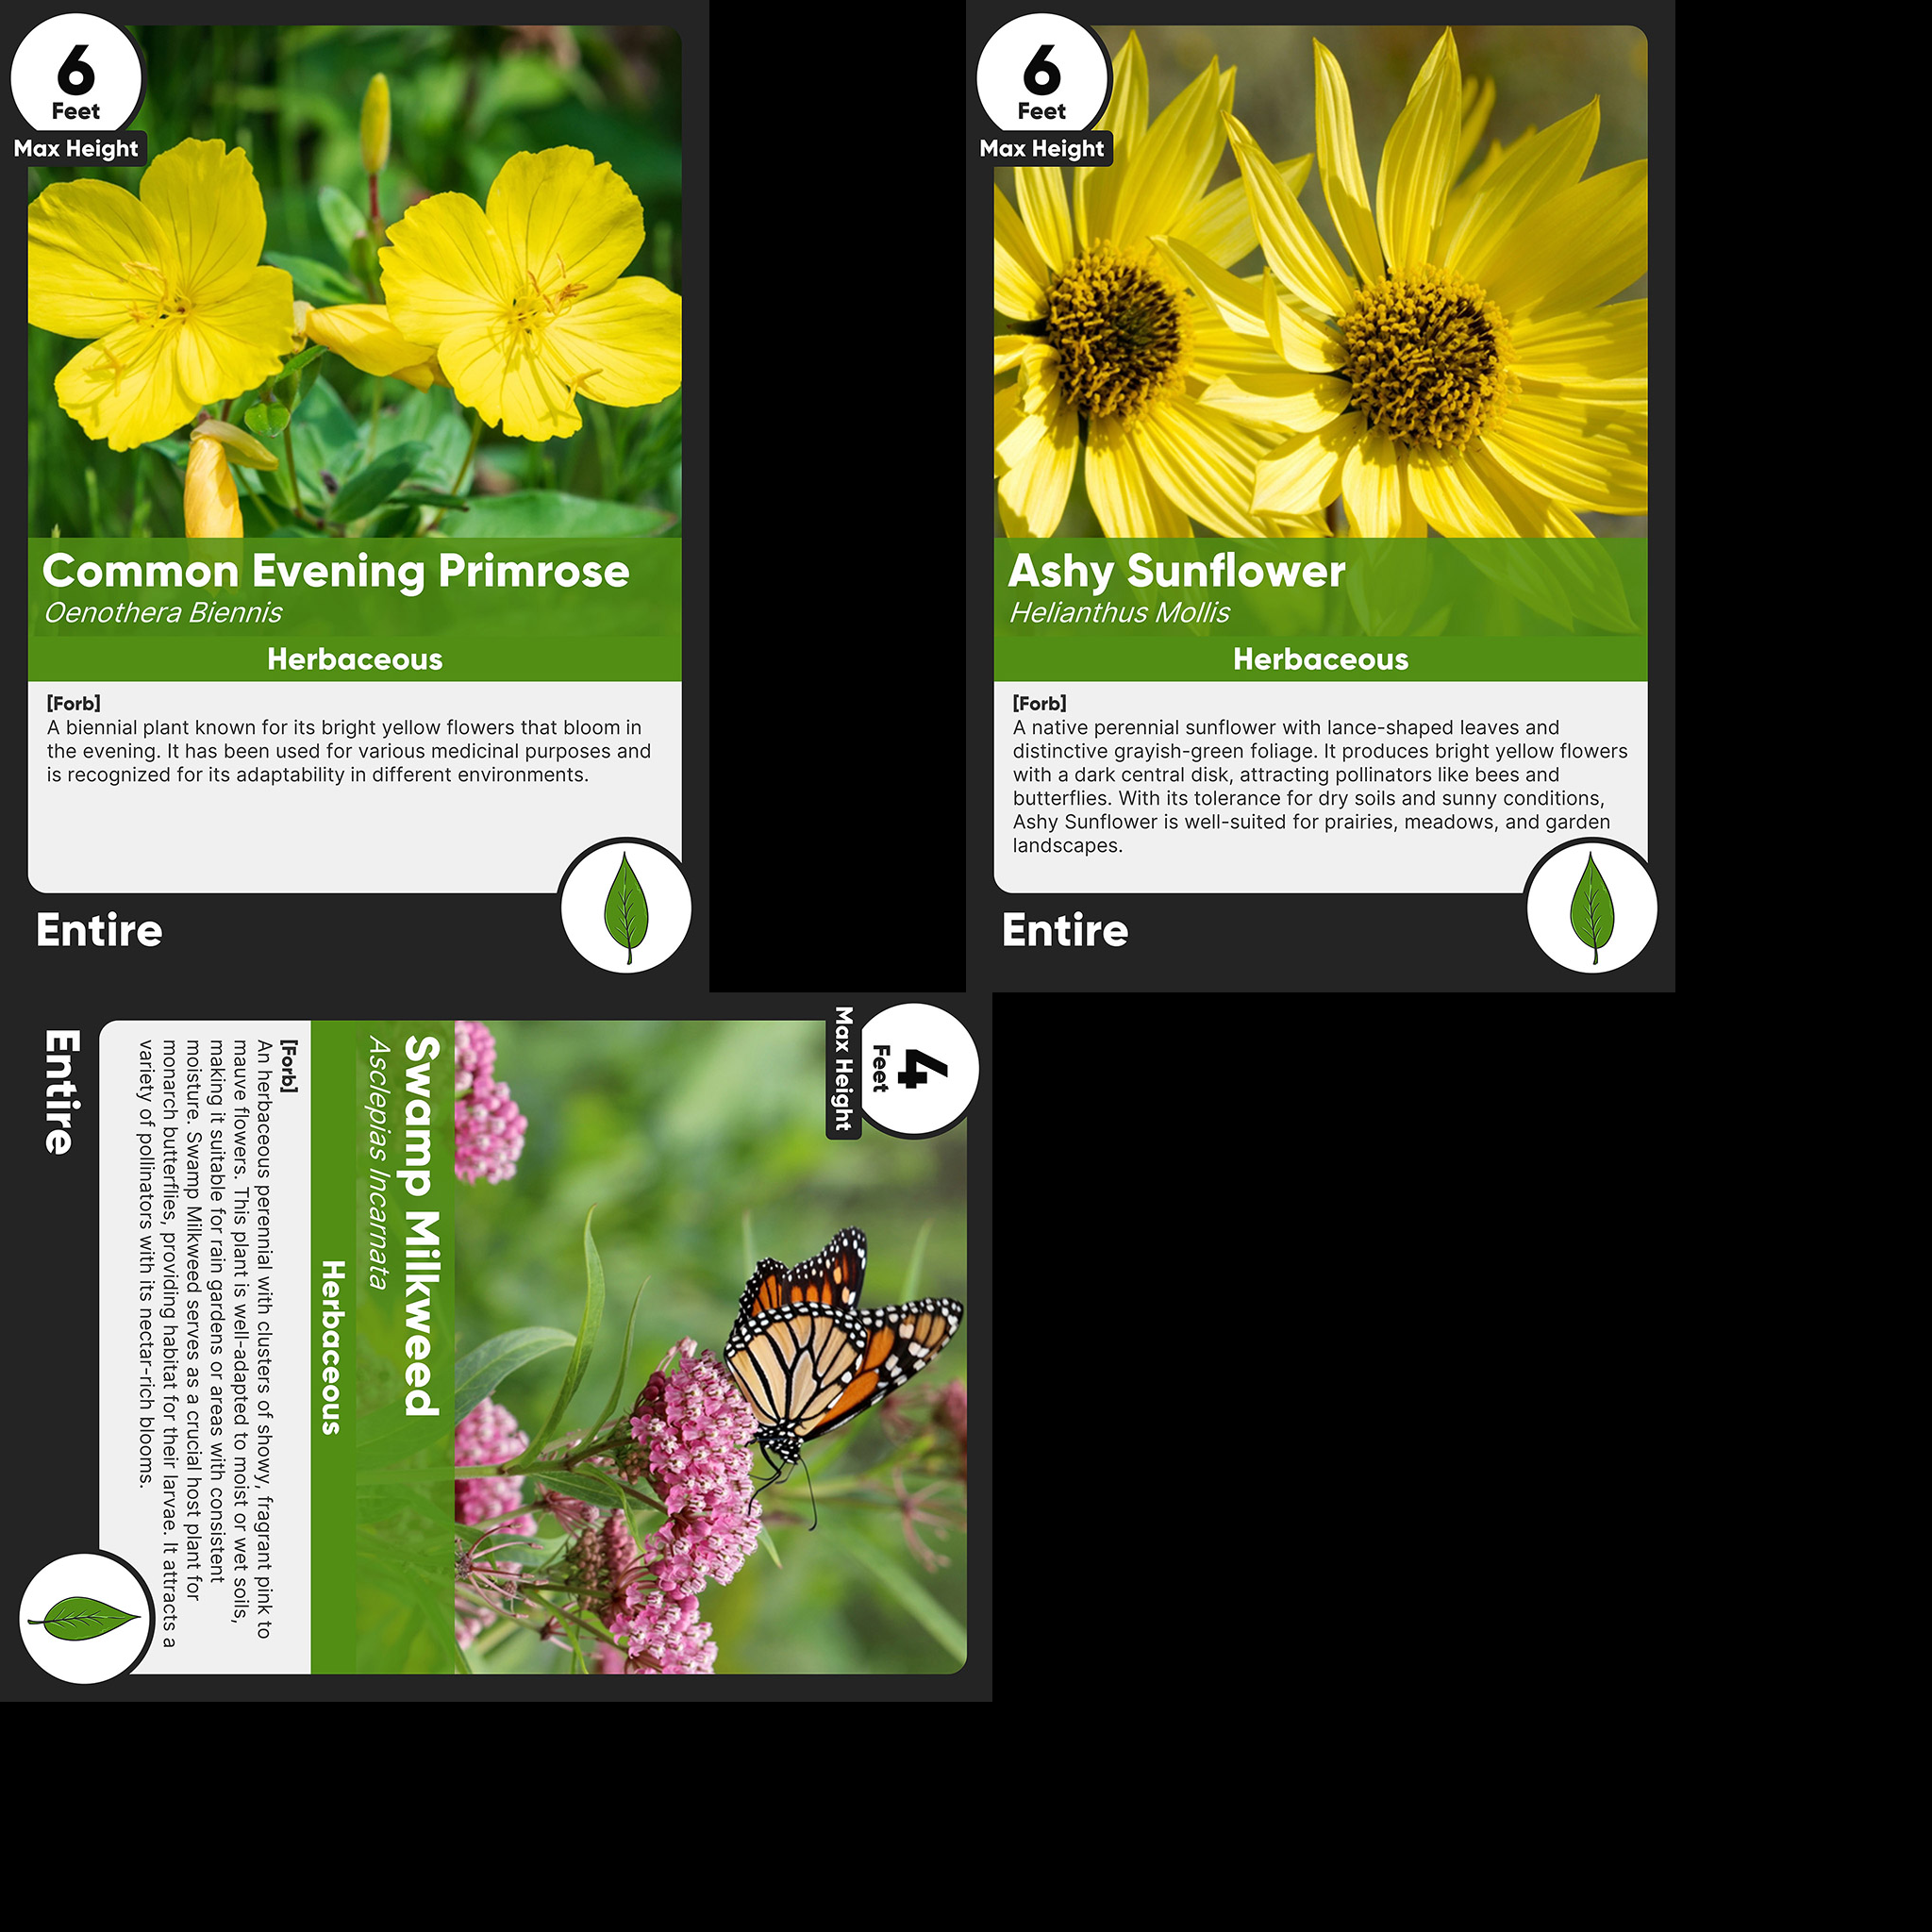 6
Feet
Max Height
Common Evening Primrose
Oenothera Biennis
Herbaceous
[Forb]
A biennial plant known for its bright yellow flowers that bloom in
the evening. It has been used for various medicinal purposes and
is recognized for its adaptability in different environments.
Entire
6
Feet
Max Height
Ashy Sunflower
Helianthus Mollis
Herbaceous
[Forb]
A native perennial sunflower with lance-shaped leaves and
distinctive grayish-green foliage. It produces bright yellow flowers
with a dark central disk, attracting pollinators like bees and
butterflies. With its tolerance for dry soils and sunny conditions,
Ashy Sunflower is well-suited for prairies, meadows, and garden
landscapes.
Entire
4
Feet
Max Height
Swamp Milkweed
Asclepias Incarnata
Herbaceous
[Forb]
An herbaceous perennial with clusters of showy, fragrant pink to
mauve flowers. This plant is well-adapted to moist or wet soils,
making it suitable for rain gardens or areas with consistent
moisture. Swamp Milkweed serves as a crucial host plant for
monarch butterflies, providing habitat for their larvae. It attracts a
variety of pollinators with its nectar-rich blooms.
Entire